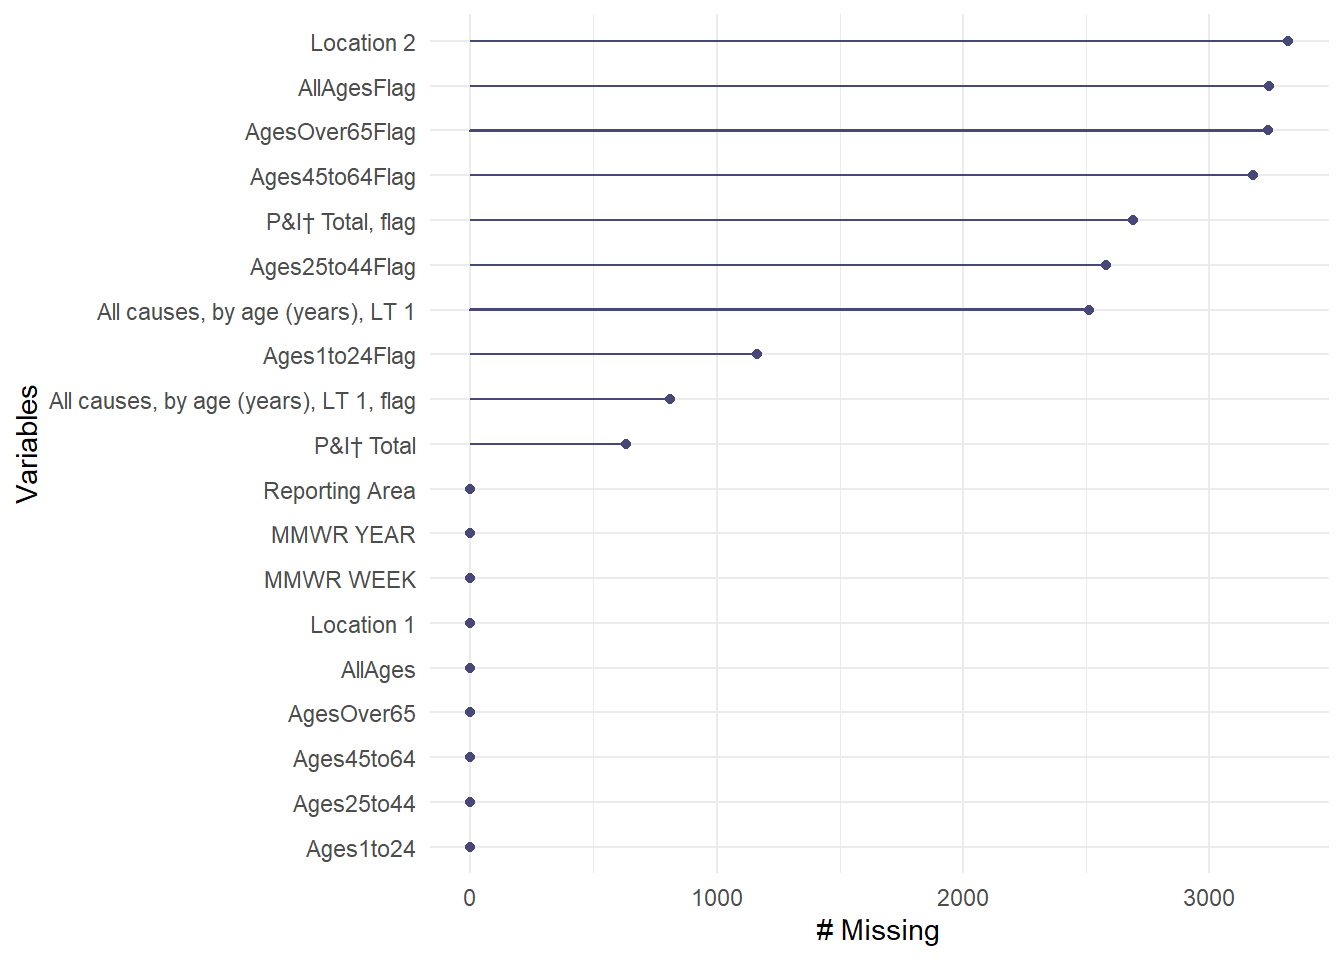 Location 2
AllAgesFlag
AgesOver65Flag
Ages45to64Flag
P&I† Total, flag
Ages25to44Flag
All causes, by age (years), LT 1
Ages1to24Flag
All causes, by age (years), LT 1, flag
P&I† Total
Reporting Area
MMWR YEAR
MMWR WEEK
Location 1
AllAges
AgesOver65
Ages45to64
Ages25to44
Ages1to24
Variables
0 1000 2000 3000
# Missing